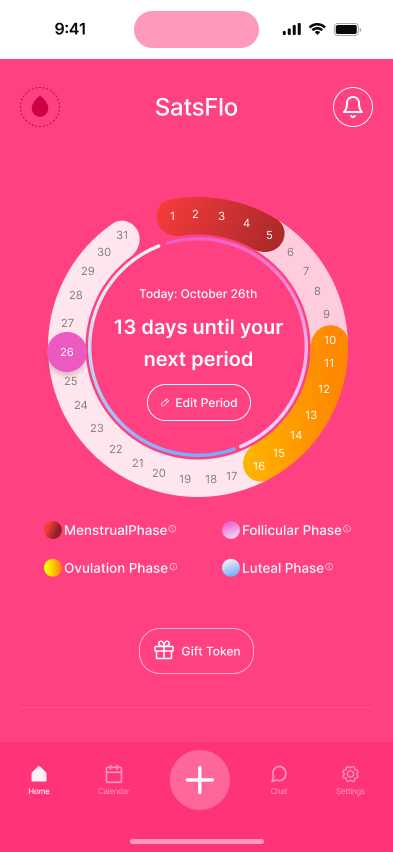 9:41
SatsFlo
31
1
2
3
4
5
30
6
29
7
28
8
27
9
26
10
25
11
24
12
23
13
22
14
21
15
20
16
19
18
17
Today: October 26th
13 days until your
next period
Edit Period
MenstrualPhase
Follicular Phase
Ovulation Phase
Luteal Phase
Gift Token
Home
Calendar
Chat
Settings